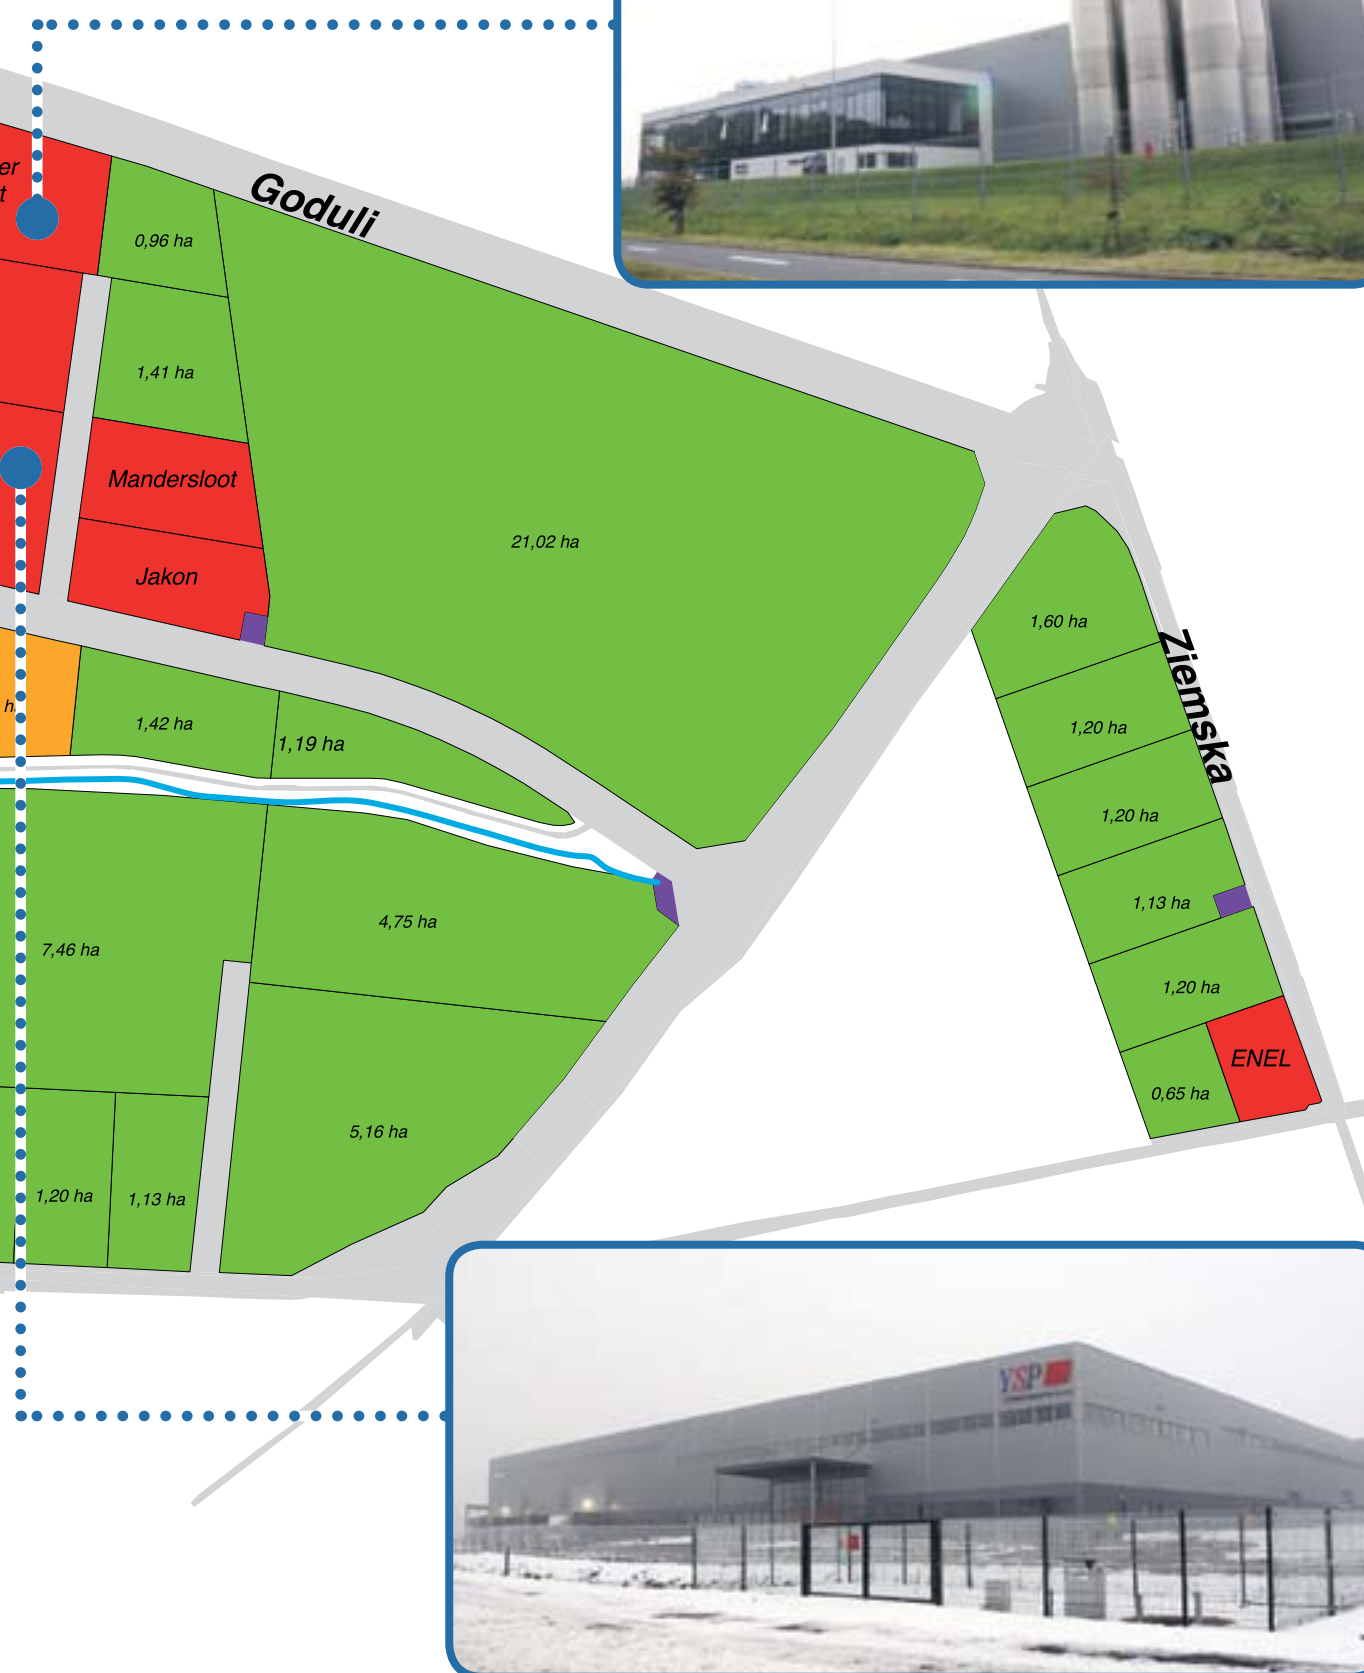 er
t
Goduli
0,96 ha
1,41 ha
Mandersloot
21,02 ha
Jakon
1,60 ha
Ziemska
h
1,42 ha
1,19 ha
1,20 ha
1,20 ha
1,13 ha
4,75 ha
7,46 ha
1,20 ha
ENEL
0,65 ha
5,16 ha
1,20 ha
1,13 ha
YSP